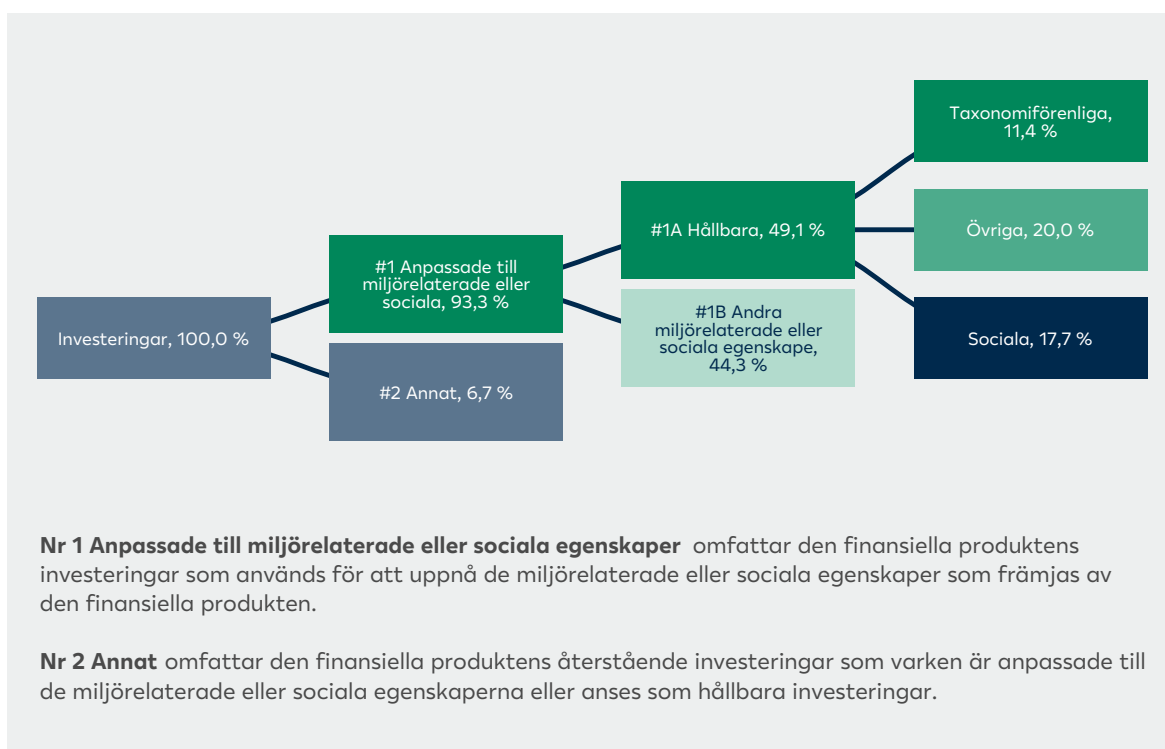 Investeringar, 100,0 %
#1 Anpassade till
miljörelaterade eller
sociala, 93,3 %
#2 Annat, 6,7 %
#1A Hållbara, 49,1 %
#1B Andra
miljörelaterade eller
sociala egenskape,
44,3 %
Taxonomiförenliga,
11,4 %
Övriga, 20,0 %
Sociala, 17,7 %
Nr 1 Anpassade till miljörelaterade eller sociala egenskaper omfattar den finansiella produktens
investeringar som används för att uppnå de miljörelaterade eller sociala egenskaper som främjas av
den finansiella produkten.
Nr 2 Annat omfattar den finansiella produktens återstående investeringar som varken är anpassade till
de miljörelaterade eller sociala egenskaperna eller anses som hållbara investeringar.